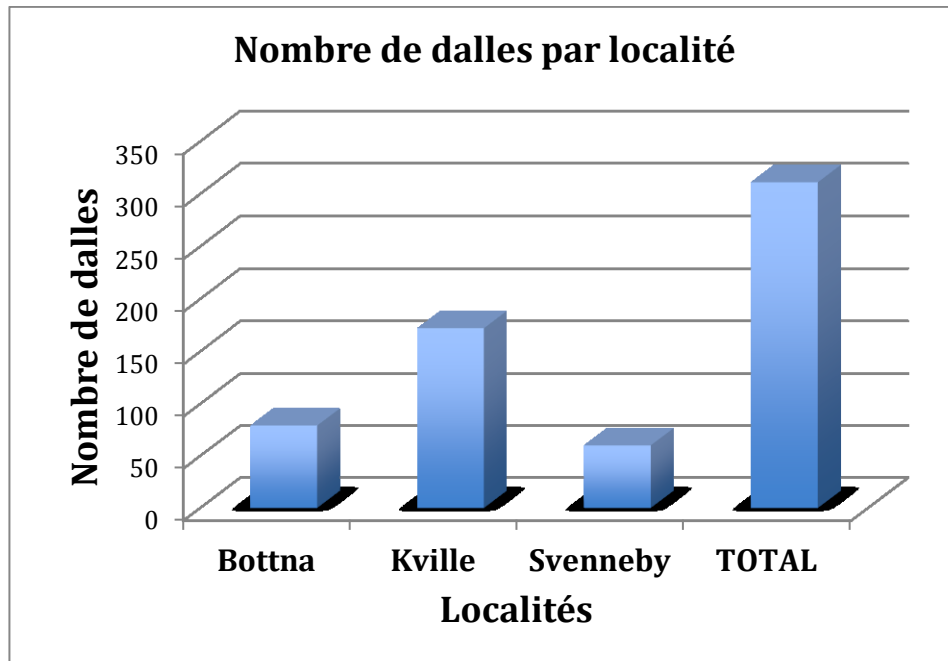 Nombre de dalles par localité
Nombre de dalles
350
300
250
200
150
100
50
0
Bottna Kville Svenneby TOTAL
Localités